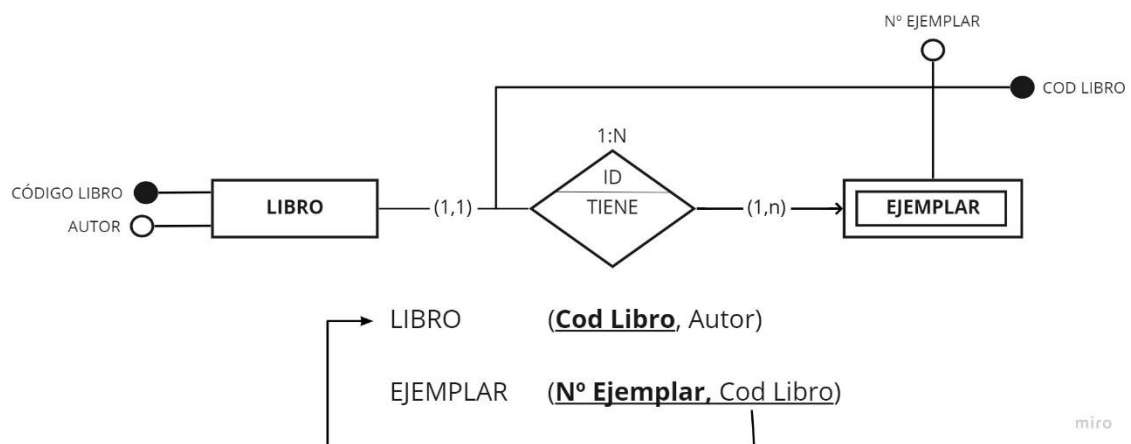 Nº EJEMPLAR
COD LIBRO
1:N
CÓDIGO LIBRO
AUTOR
LIBRO
(1,1)
ID
TIENE
(1,n)
EJEMPLAR
LIBRO (Cod Libro, Autor)
EJEMPLAR (Nº Ejemplar, Cod Libro)
miro